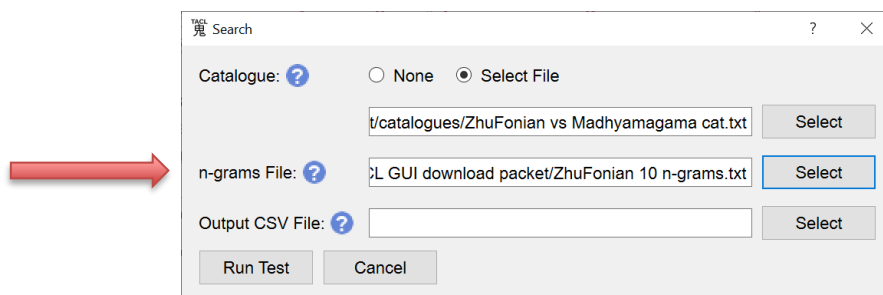 TACL
鬼 Search ? ×
Catalogue: ? None Select File
t/catalogues/ZhuFonian vs Madhyamagama cat.txt Select
n-grams File: ? CL GUI download packet/ZhuFonian 10 n-grams.txt Select
Output CSV File: ? Select
Run Test Cancel